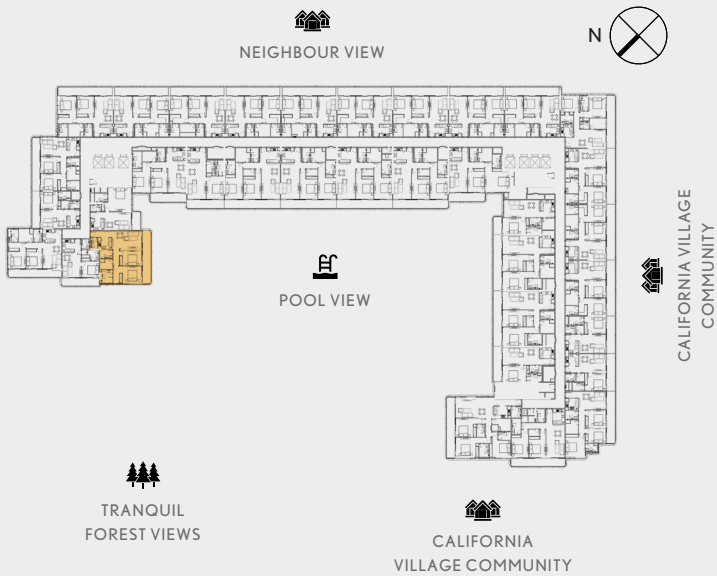 N
NEIGHBOUR VIEW
CALIFORNIA VILLAGE
COMMUNITY
POOL VIEW
TRANQUIL
FOREST VIEWS
CALIFORNIA
VILLAGE COMMUNITY